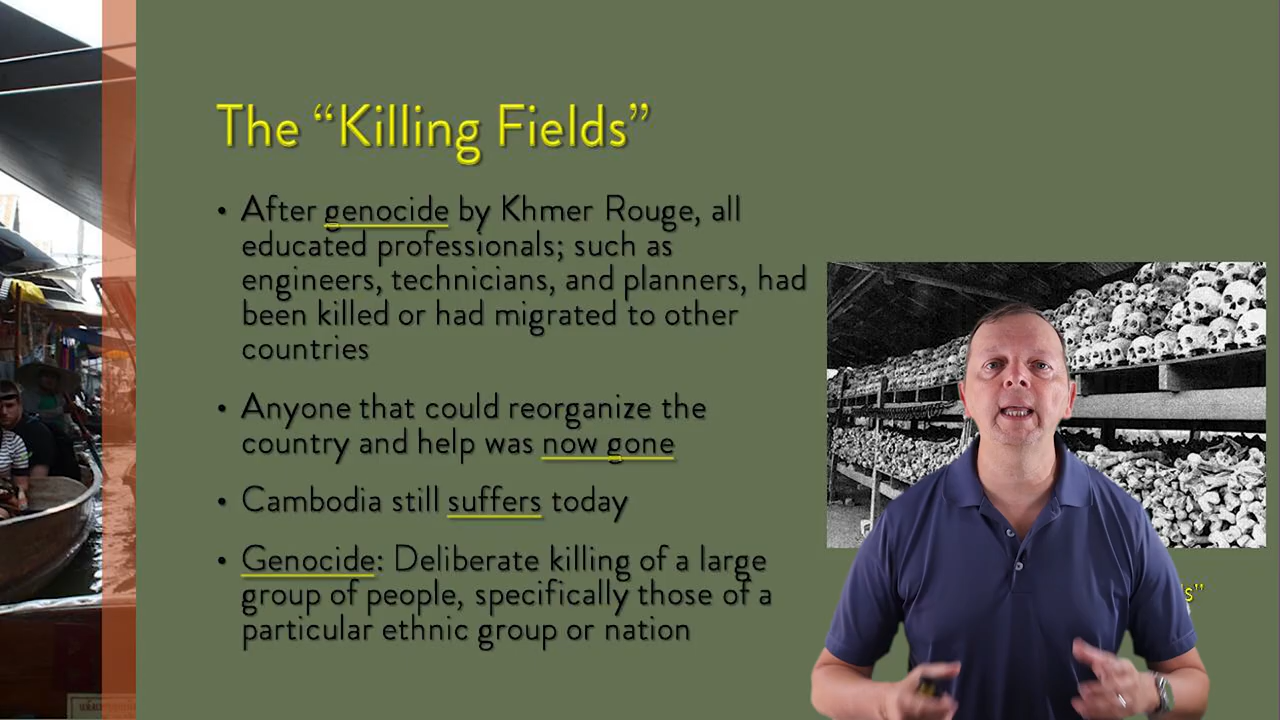 The “Killing Fields”
• After genocide by Khmer Rouge, all
educated professionals; such as
engineers, technicians, and planners, had
been killed or had migrated to other
countries
• Anyone that could reorganize the
country and help was now gone
• Cambodia still suffers today
• Genocide: Deliberate killing of a large
group of people, specifically those of a
particular ethnic group or nation
s"